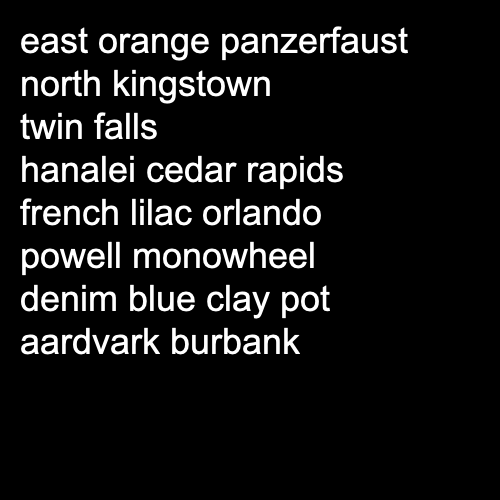 east orange panzerfaust
north kingstown
twin falls
hanalei cedar rapids
french lilac orlando
powell monowheel
denim blue clay pot
aardvark burbank